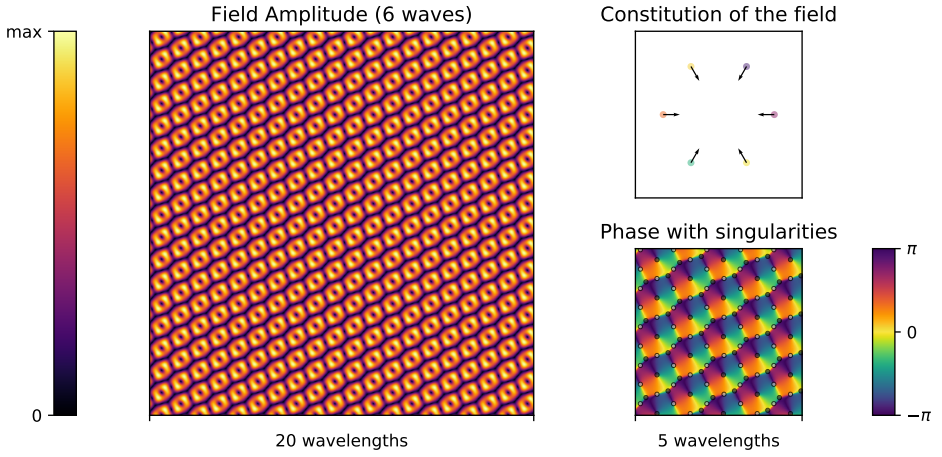 Field Amplitude (6 waves)
max
0
20 wavelengths
Constitution of the field
Phase with singularities
π
0
−π
5 wavelengths